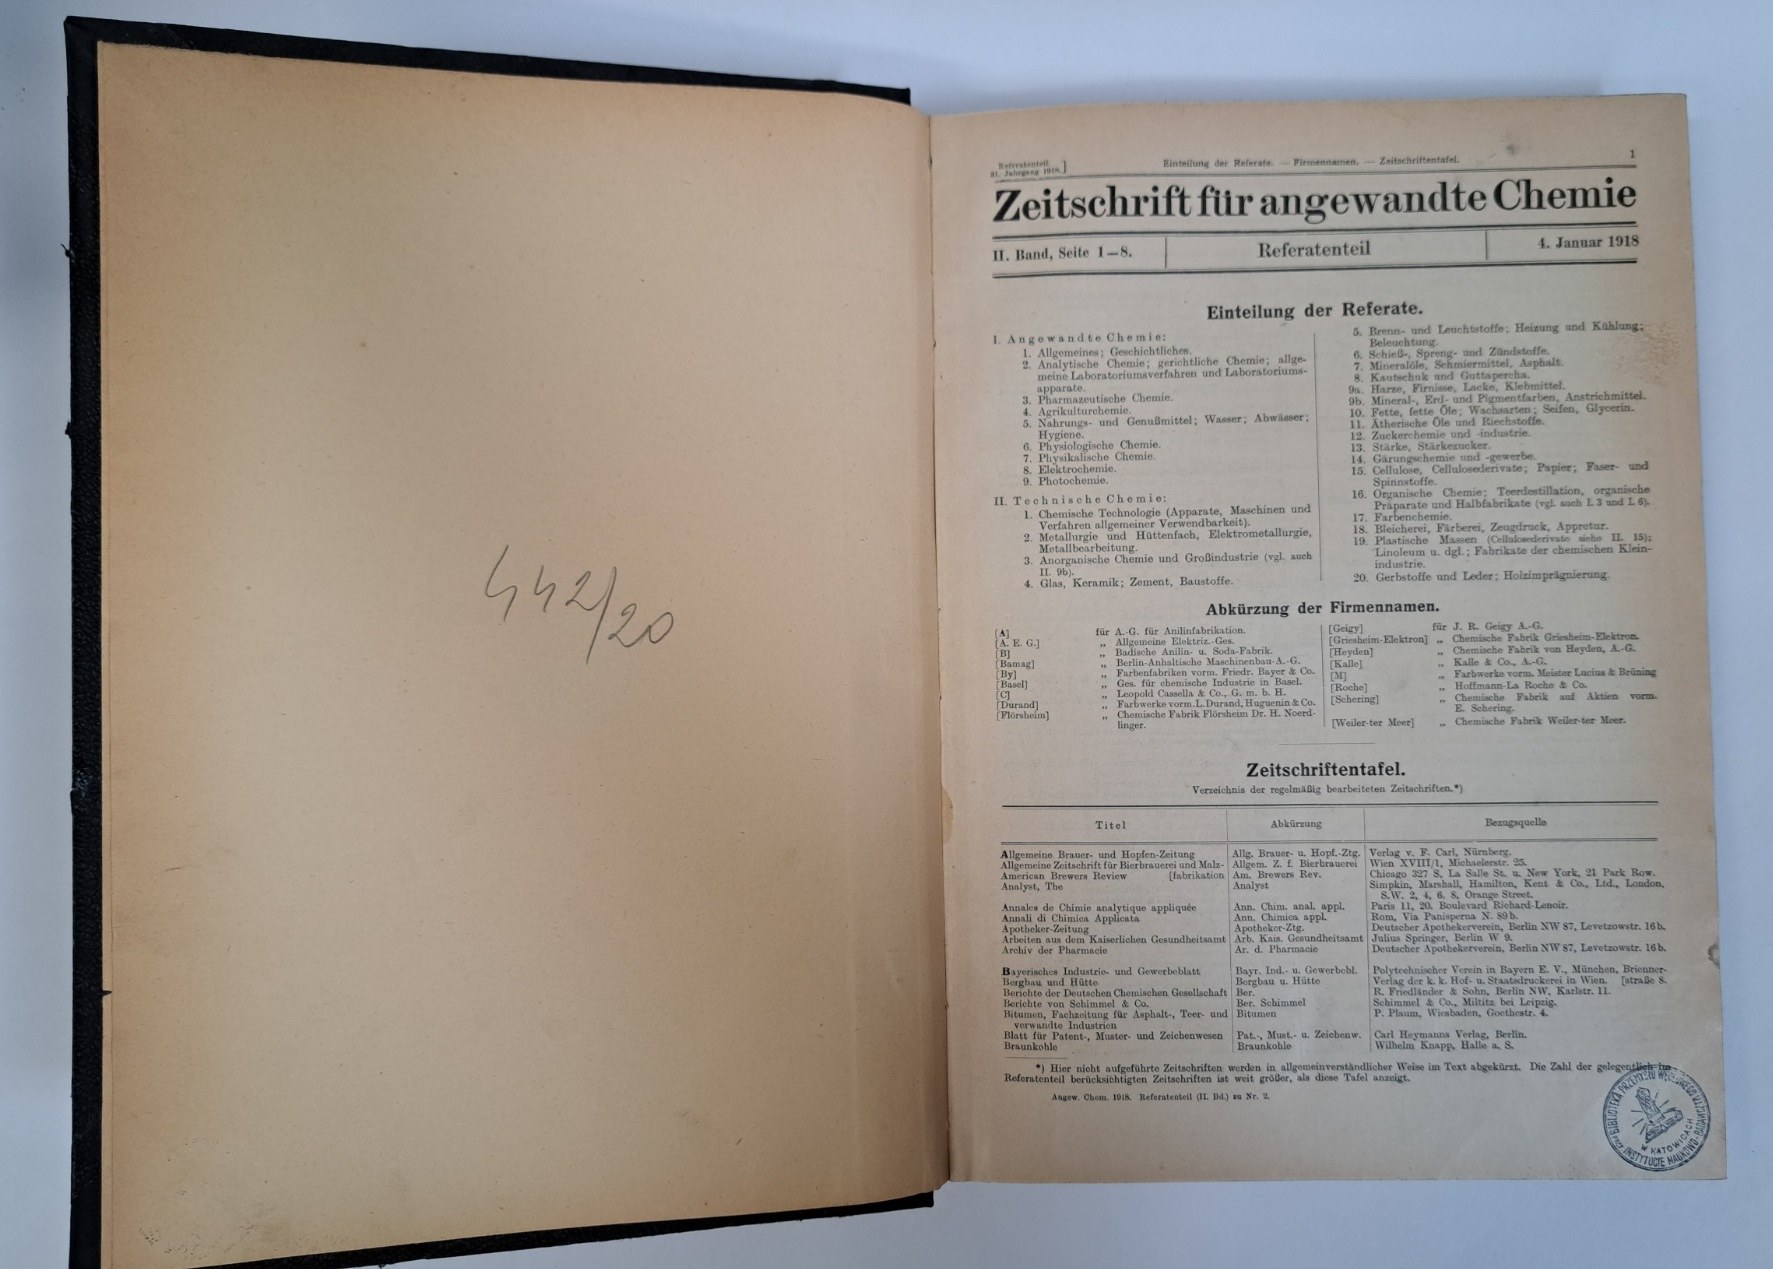 442/20
Referatenteil.
31. Jahrgang 1918.]
Einteilung der Referate. — Firmennamen. — Zeitschriftentafel.
1
Zeitschrift für angewandte Chemie
II. Band, Seite 1—8.
Referatenteil
4. Januar 1918
Einteilung der Referate.
I. Angewandte Chemie:
1. Allgemeines; Geschichtliches.
2. Analytische Chemie; gerichtliche Chemie; allge-
meine Laboratoriumsverfahren und Laboratoriums-
apparate.
3. Pharmazeutische Chemie.
4. Agrikulturchemie.
5. Nahrungs- und Genußmittel; Wasser; Abwässer;
Hygiene.
6. Physiologische Chemie.
7. Physikalische Chemie.
8. Elektrochemie.
9. Photochemie.
II. Technische Chemie:
1. Chemische Technologie (Apparate, Maschinen und
Verfahren allgemeiner Verwendbarkeit).
2. Metallurgie und Hüttenfach, Elektrometallurgie,
Metallbearbeitung.
3. Anorganische Chemie und Großindustrie (vgl. auch
II. 9b).
4. Glas, Keramik; Zement, Baustoffe.
5. Brenn- und Leuchtstoffe; Heizung und Kühlung;
Beleuchtung.
6. Schieß-, Spreng- und Zündstoffe.
7. Mineralöle, Schmiermittel, Asphalt.
8. Kautschuk und Guttapercha.
9a. Harze, Firnisse, Lacke, Klebmittel.
9b. Mineral-, Erd- und Pigmentfarben, Anstrichmittel.
10. Fette, fette Öle; Wachsarten; Seifen, Glycerin.
11. Ätherische Öle und Riechstoffe.
12. Zuckerchemie und -industrie.
13. Stärke, Stärkezucker.
14. Gärungschemie und -gewerbe.
15. Cellulose, Cellulosederivate; Papier; Faser- und
Spinnstoffe.
16. Organische Chemie; Teerdestillation, organische
Präparate und Halbfabrikate (vgl. auch I. 3 und I. 6).
17. Farbenchemie.
18. Bleicherei, Färberei, Zeugdruck, Appretur.
19. Plastische Massen (Cellulosederivate siehe II. 15);
Linoleum u. dgl.; Fabrikate der chemischen Klein-
industrie.
20. Gerbstoffe und Leder; Holzimprägnierung.
Abkürzung der Firmennamen.
[A] für A.-G. für Anilinfabrikation.
[A. E. G.] „ Allgemeine Elektriz.-Ges.
[B] „ Badische Anilin- u. Soda-Fabrik.
[Bamag] „ Berlin-Anhaltische Maschinenbau-A.-G.
[By] „ Farbenfabriken vorm. Friedr. Bayer & Co.
[Basel] „ Ges. für chemische Industrie in Basel.
[C] „ Leopold Cassella & Co., G. m. b. H.
[Durand] „ Farbwerke vorm. L. Durand, Huguenin & Co.
[Flörsheim] „ Chemische Fabrik Flörsheim Dr. H. Noerd-
linger.
[Geigy] für J. R. Geigy A.-G.
[Griesheim-Elektron] „ Chemische Fabrik Griesheim-Elektron.
[Heyden] „ Chemische Fabrik von Heyden, A.-G.
[Kalle] „ Kalle & Co., A.-G.
[M] „ Farbwerke vorm. Meister Lucius & Brüning
[Roche] „ Hoffmann-La Roche & Co.
[Schering] „ Chemische Fabrik auf Aktien vorm.
E. Schering.
[Weiler-ter Meer] „ Chemische Fabrik Weiler-ter Meer.
Zeitschriftentafel.
Verzeichnis der regelmäßig bearbeiteten Zeitschriften.*)
Titel Abkürzung Bezugsquelle
Allgemeine Brauer- und Hopfen-Zeitung Allg. Brauer- u. Hopf.-Ztg. Verlag v. F. Carl, Nürnberg.
Allgemeine Zeitschrift für Bierbrauerei und Malz- Allgem. Z. f. Bierbrauerei Wien XVIII/1, Michaelerstr. 25.
American Brewers Review [fabrikation Am. Brewers Rev. Chicago 327 S. La Salle St. u. New York, 21 Park Row.
Analyst, The Analyst Simpkin, Marshall, Hamilton, Kent & Co., Ltd., London,
S.W. 2, 4, 6, 8, Orange Street.
Annales de Chimie analytique appliquée Ann. Chim. anal. appl. Paris 11, 20, Boulevard Richard-Lenoir.
Annali di Chimica Applicata Ann. Chimica appl. Rom, Via Panisperna N. 89b.
Apotheker-Zeitung Apotheker-Ztg. Deutscher Apothekerverein, Berlin NW 87, Levetzowstr. 16b.
Arbeiten aus dem Kaiserlichen Gesundheitsamt Arb. Kais. Gesundheitsamt Julius Springer, Berlin W 9.
Archiv der Pharmacie Ar. d. Pharmacie Deutscher Apothekerverein, Berlin NW 87, Levetzowstr. 16b.
Bayerisches Industrie- und Gewerbeblatt Bayr. Ind.- u. Gewerbebl. Polytechnischer Verein in Bayern E. V., München, Brienner-
Bergbau und Hütte Bergbau u. Hütte Verlag der k. k. Hof- u. Staatsdruckerei in Wien. [straße 8.
Berichte der Deutschen Chemischen Gesellschaft Ber. R. Friedländer & Sohn, Berlin NW, Karlstr. 11.
Berichte von Schimmel & Co. Ber. Schimmel Schimmel & Co., Miltitz bei Leipzig.
Bitumen, Fachzeitung für Asphalt-, Teer- und Bitumen P. Plaum, Wiesbaden, Goethestr. 4.
verwandte Industrien
Blatt für Patent-, Muster- und Zeichenwesen Pat.-, Must.- u. Zeichenw. Carl Heymanns Verlag, Berlin.
Braunkohle Braunkohle Wilhelm Knapp, Halle a. S.
*) Hier nicht aufgeführte Zeitschriften werden in allgemeinverständlicher Weise im Text abgekürzt. Die Zahl der gelegentlich im
Referatenteil berücksichtigten Zeitschriften ist weit größer, als diese Tafel anzeigt.
Angew. Chem. 1918. Referatenteil (II. Bd.) zu Nr. 2.
BIBLIOTEKA PRZEMYSŁU WĘGLOWEGO
INSTYTUCIE NAUKOWO-BADAWCZYM
W KATOWICACH